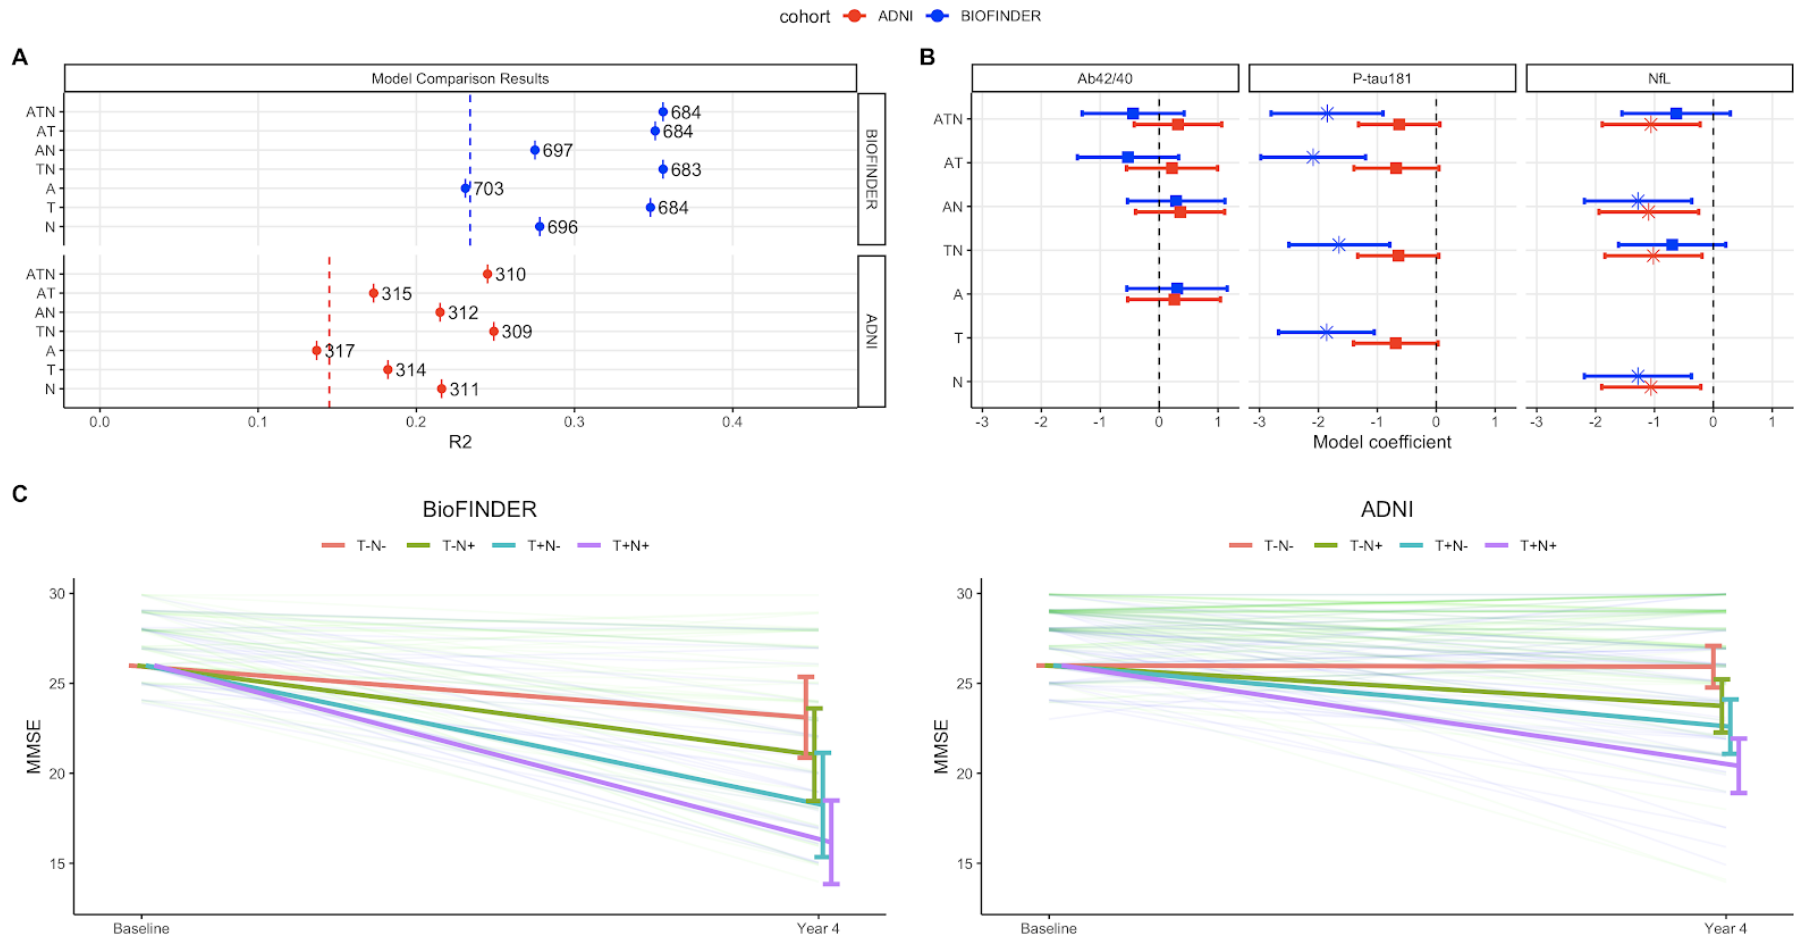 cohort ADNI BIOFINDER
A
Model Comparison Results
ATN 684
AT 684
AN 697
TN 683
A 703
T 684
N 696
BIOFINDER
ATN 310
AT 315
AN 312
TN 309
A 317
T 314
N 311
ADNI
0.0 0.1 0.2 0.3 0.4
R2
B
Ab42/40 P-tau181 NfL
ATN
AT
AN
TN
A
T
N
-3 -2 -1 0 1 -3 -2 -1 0 1 -3 -2 -1 0 1
Model coefficient
C
BioFINDER
T-N- T-N+ T+N- T+N+
MMSE
30
25
20
15
Baseline Year 4
ADNI
T-N- T-N+ T+N- T+N+
MMSE
30
25
20
15
Baseline Year 4